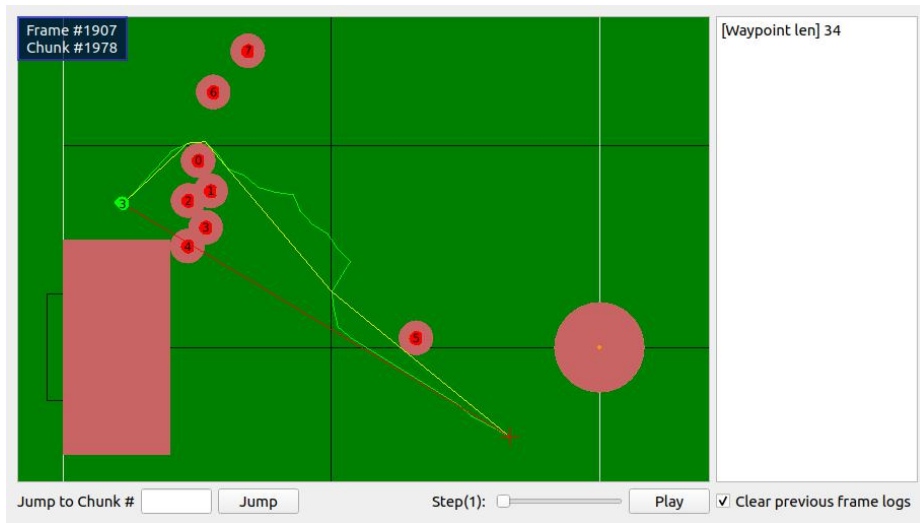 Frame #1907
Chunk #1978
[Waypoint len] 34
7
6
0
1
2
3
3
4
5
Jump to Chunk #
Jump
Step(1):
Play
Clear previous frame logs